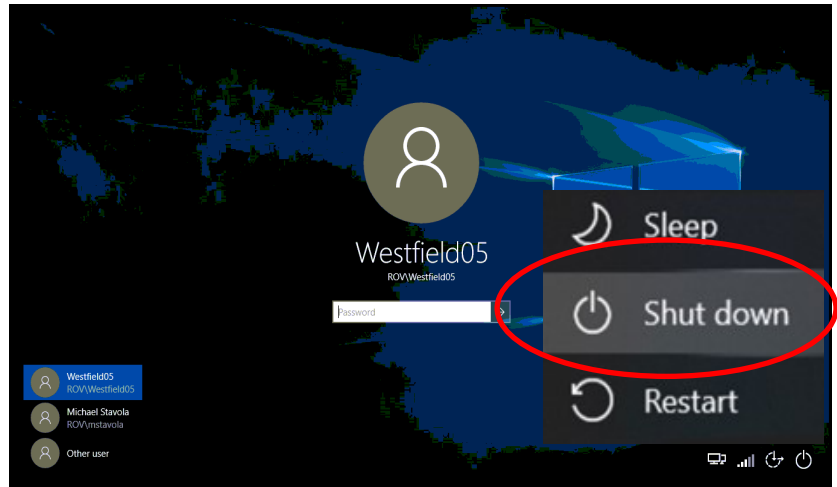 Westfield05
ROV\Westfield05
Password
Westfield05
ROV\Westfield05
Michael Stavola
ROV\mstavola
Other user
Sleep
Shut down
Restart